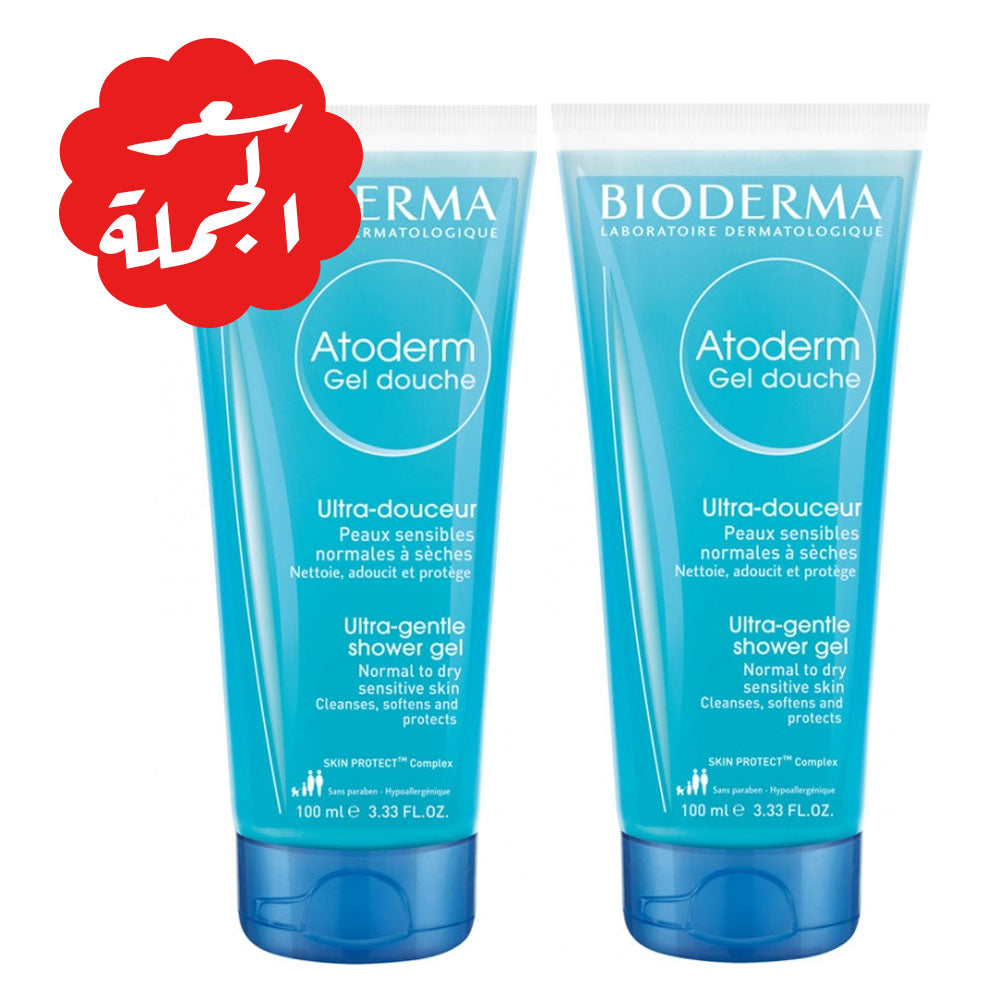 سعر
الجملة
ERMA
DERMATOLOGIQUE
Atoderm
Gel douche
Ultra-douceur
Peaux sensibles
normales à sèches
Nettoie, adoucit et protège
Ultra-gentle
shower gel
Normal to dry
sensitive skin
Cleanses, softens and
protects
SKIN PROTECT™ Complex
Sans paraben - Hypoallergénique
100 ml e 3.33 FL.OZ.
BIODERMA
LABORATOIRE DERMATOLOGIQUE
Atoderm
Gel douche
Ultra-douceur
Peaux sensibles
normales à sèches
Nettoie, adoucit et protège
Ultra-gentle
shower gel
Normal to dry
sensitive skin
Cleanses, softens and
protects
SKIN PROTECT™ Complex
Sans paraben - Hypoallergénique
100 ml e 3.33 FL.OZ.